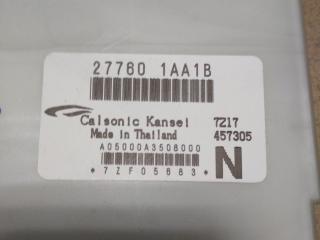 27760 1AA1B
Calsonic Kansei 7Z17
Made in Thailand 457305
A05000A3508000 N
*7ZF05683*